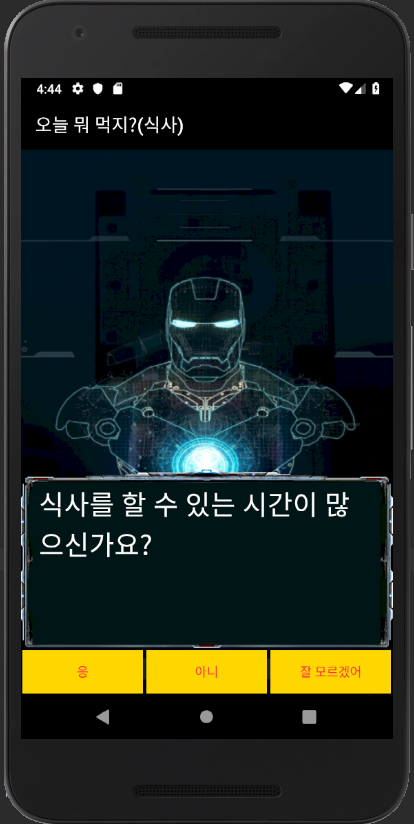 4:44
오늘 뭐 먹지?(식사)
식사를 할 수 있는 시간이 많
으신가요?
응
아니
잘 모르겠어